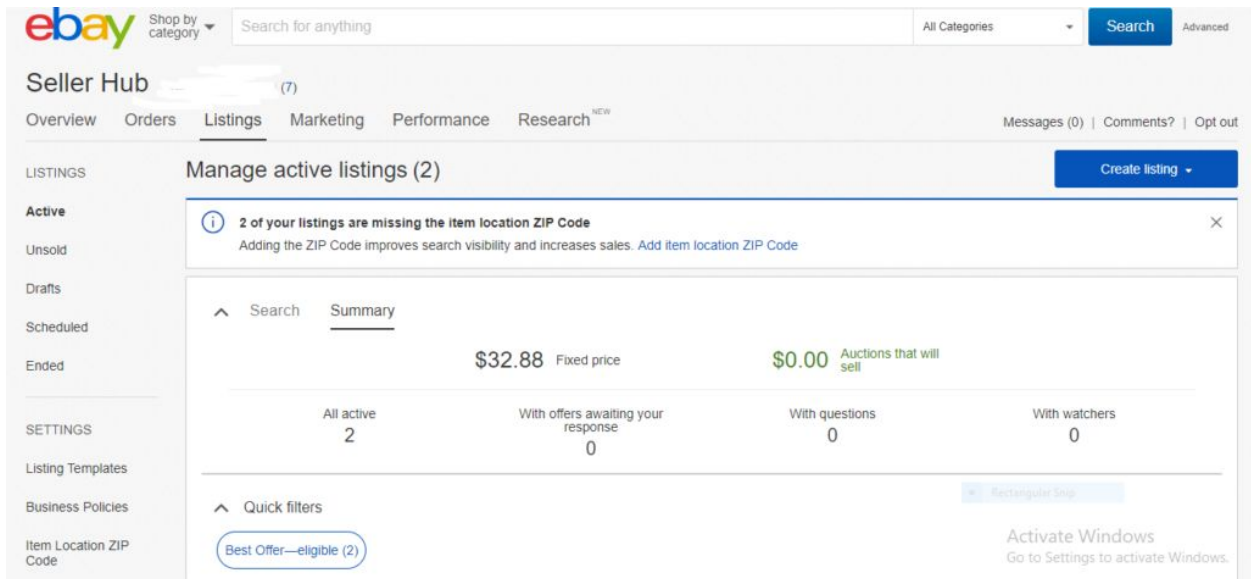 ebay
Shop by
category
Search for anything
All Categories
Search
Advanced
Seller Hub
(7)
Overview Orders Listings Marketing Performance Research NEW
Messages (0) | Comments? | Opt out
LISTINGS
Active
Unsold
Drafts
Scheduled
Ended
SETTINGS
Listing Templates
Business Policies
Item Location ZIP
Code
Manage active listings (2)
Create listing
2 of your listings are missing the item location ZIP Code
Adding the ZIP Code improves search visibility and increases sales. Add item location ZIP Code
Search Summary
$32.88 Fixed price
$0.00 Auctions that will
sell
All active
2
With offers awaiting your
response
0
With questions
0
With watchers
0
Quick filters
Best Offer—eligible (2)
Rectangular Snip
Activate Windows
Go to Settings to activate Windows.